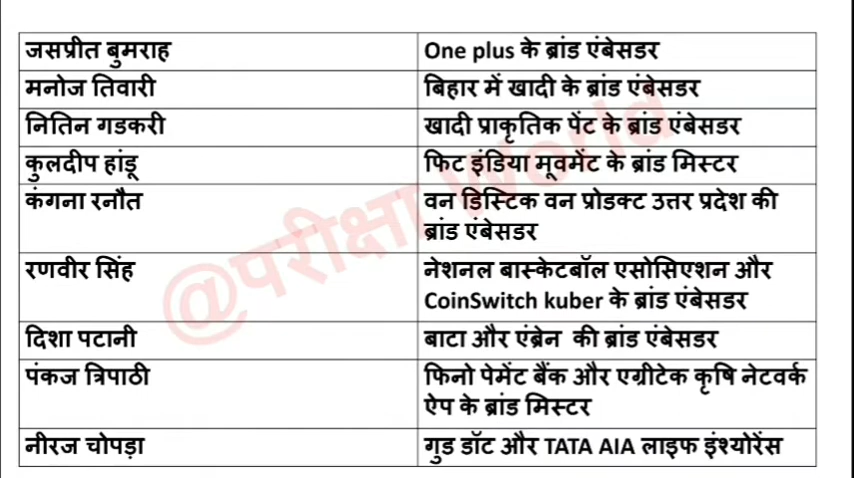 जसप्रीत बुमराह One plus के ब्रांड एंबेसडर
मनोज तिवारी बिहार में खादी के ब्रांड एंबेसडर
नितिन गडकरी खादी प्राकृतिक पेंट के ब्रांड एंबेसडर
कुलदीप हांडू फिट इंडिया मूवमेंट के ब्रांड मिस्टर
कंगना रनौत वन डिस्टिक वन प्रोडक्ट उत्तर प्रदेश की
ब्रांड एंबेसडर
रणवीर सिंह नेशनल बास्केटबॉल एसोसिएशन और
CoinSwitch kuber के ब्रांड एंबेसडर
दिशा पटानी बाटा और एंब्रेन की ब्रांड एंबेसडर
पंकज त्रिपाठी फिनो पेमेंट बैंक और एग्रीटेक कृषि नेटवर्क
ऐप के ब्रांड मिस्टर
नीरज चोपड़ा गुड डॉट और TATA AIA लाइफ इंश्योरेंस
@परीक्षा World